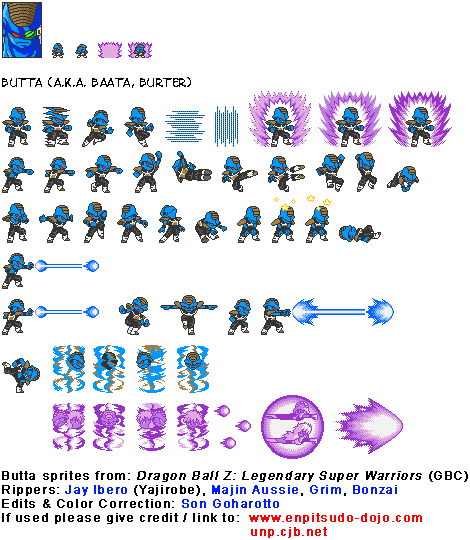 BUTTA (A.K.A. BAATA, BURTER)
Butta sprites from: Dragon Ball Z: Legendary Super Warriors (GBC)
Rippers: Jay Ibero (Yajirobe), Majin Aussie, Grim, Bonzai
Edits & Color Correction: Son Goharotto
If used please give credit / link to: www.enpitsudo-dojo.com
unp.cjb.net